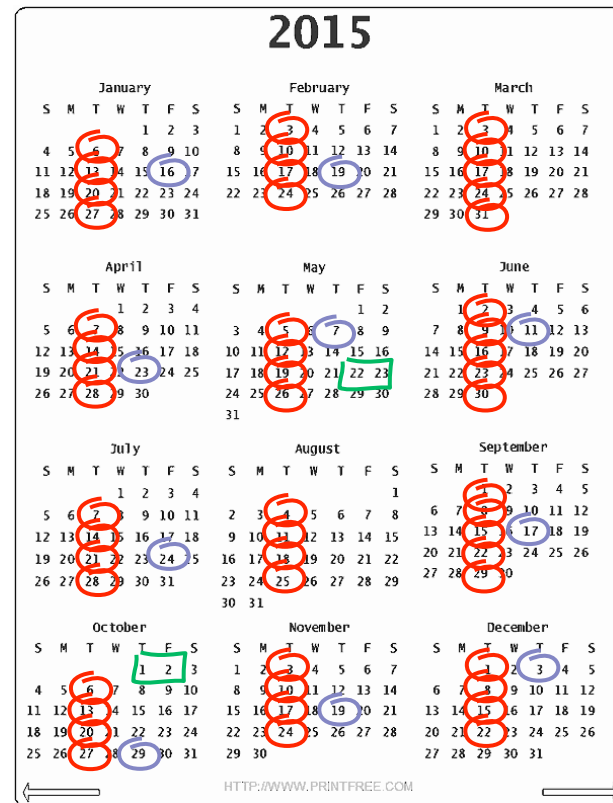 2015
January
S M T W T F S
1 2 3
4 5 6 7 8 9 10
11 12 13 14 15 16 17
18 19 20 21 22 23 24
25 26 27 28 29 30 31
February
S M T W T F S
1 2 3 4 5 6 7
8 9 10 11 12 13 14
15 16 17 18 19 20 21
22 23 24 25 26 27 28
March
S M T W T F S
1 2 3 4 5 6 7
8 9 10 11 12 13 14
15 16 17 18 19 20 21
22 23 24 25 26 27 28
29 30 31
April
S M T W T F S
1 2 3 4
5 6 7 8 9 10 11
12 13 14 15 16 17 18
19 20 21 22 23 24 25
26 27 28 29 30
May
S M T W T F S
1 2
3 4 5 6 7 8 9
10 11 12 13 14 15 16
17 18 19 20 21 22 23
24 25 26 27 28 29 30
31
June
S M T W T F S
1 2 3 4 5 6
7 8 9 10 11 12 13
14 15 16 17 18 19 20
21 22 23 24 25 26 27
28 29 30
July
S M T W T F S
1 2 3 4
5 6 7 8 9 10 11
12 13 14 15 16 17 18
19 20 21 22 23 24 25
26 27 28 29 30 31
August
S M T W T F S
1
2 3 4 5 6 7 8
9 10 11 12 13 14 15
16 17 18 19 20 21 22
23 24 25 26 27 28 29
30 31
September
S M T W T F S
1 2 3 4 5
6 7 8 9 10 11 12
13 14 15 16 17 18 19
20 21 22 23 24 25 26
27 28 29 30
October
S M T W T F S
1 2 3
4 5 6 7 8 9 10
11 12 13 14 15 16 17
18 19 20 21 22 23 24
25 26 27 28 29 30 31
November
S M T W T F S
1 2 3 4 5 6 7
8 9 10 11 12 13 14
15 16 17 18 19 20 21
22 23 24 25 26 27 28
29 30
December
S M T W T F S
1 2 3 4 5
6 7 8 9 10 11 12
13 14 15 16 17 18 19
20 21 22 23 24 25 26
27 28 29 30 31
HTTP://WWW.PRINTFREE.COM